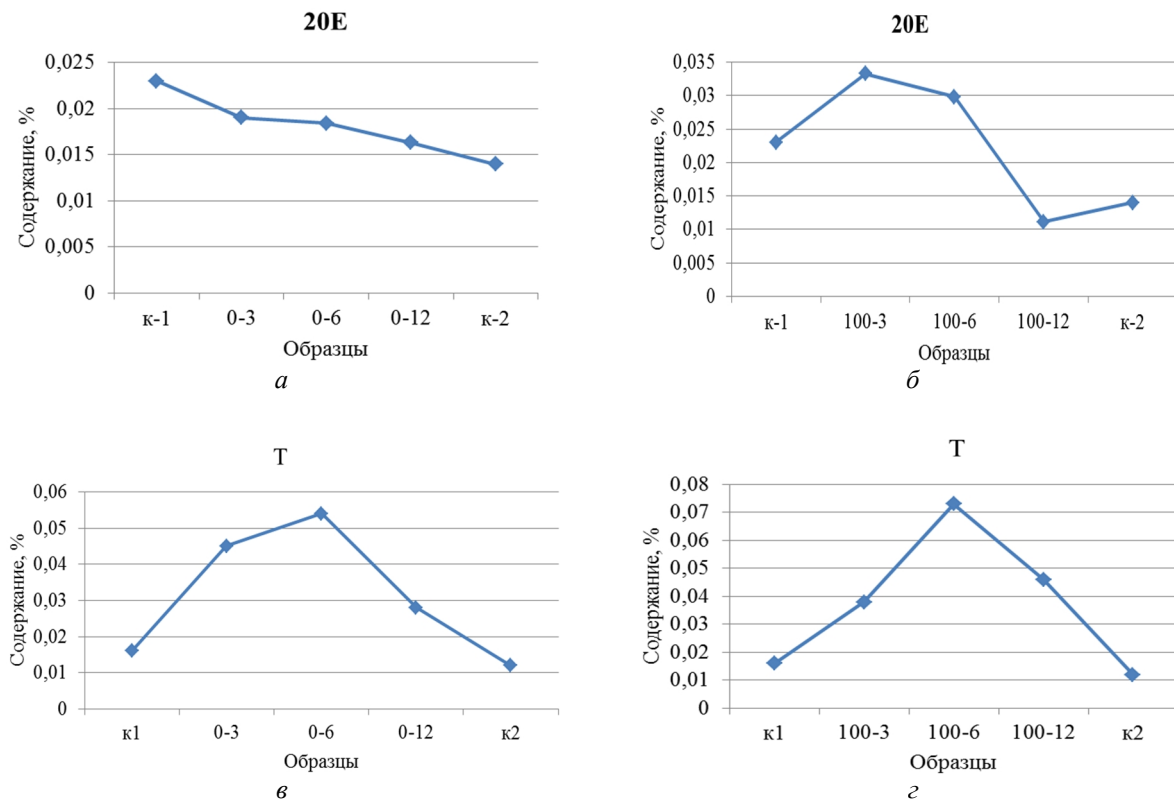 20E
Содержание, %
0,025
0,02
0,015
0,01
0,005
0
к-1 0-3 0-6 0-12 к-2
Образцы
а
20E
Содержание, %
0,035
0,03
0,025
0,02
0,015
0,01
0,005
0
к-1 100-3 100-6 100-12 к-2
Образцы
б
Т
Содержание, %
0,06
0,05
0,04
0,03
0,02
0,01
0
к1 0-3 0-6 0-12 к2
Образцы
в
Т
Содержание, %
0,08
0,07
0,06
0,05
0,04
0,03
0,02
0,01
0
к1 100-3 100-6 100-12 к2
Образцы
г